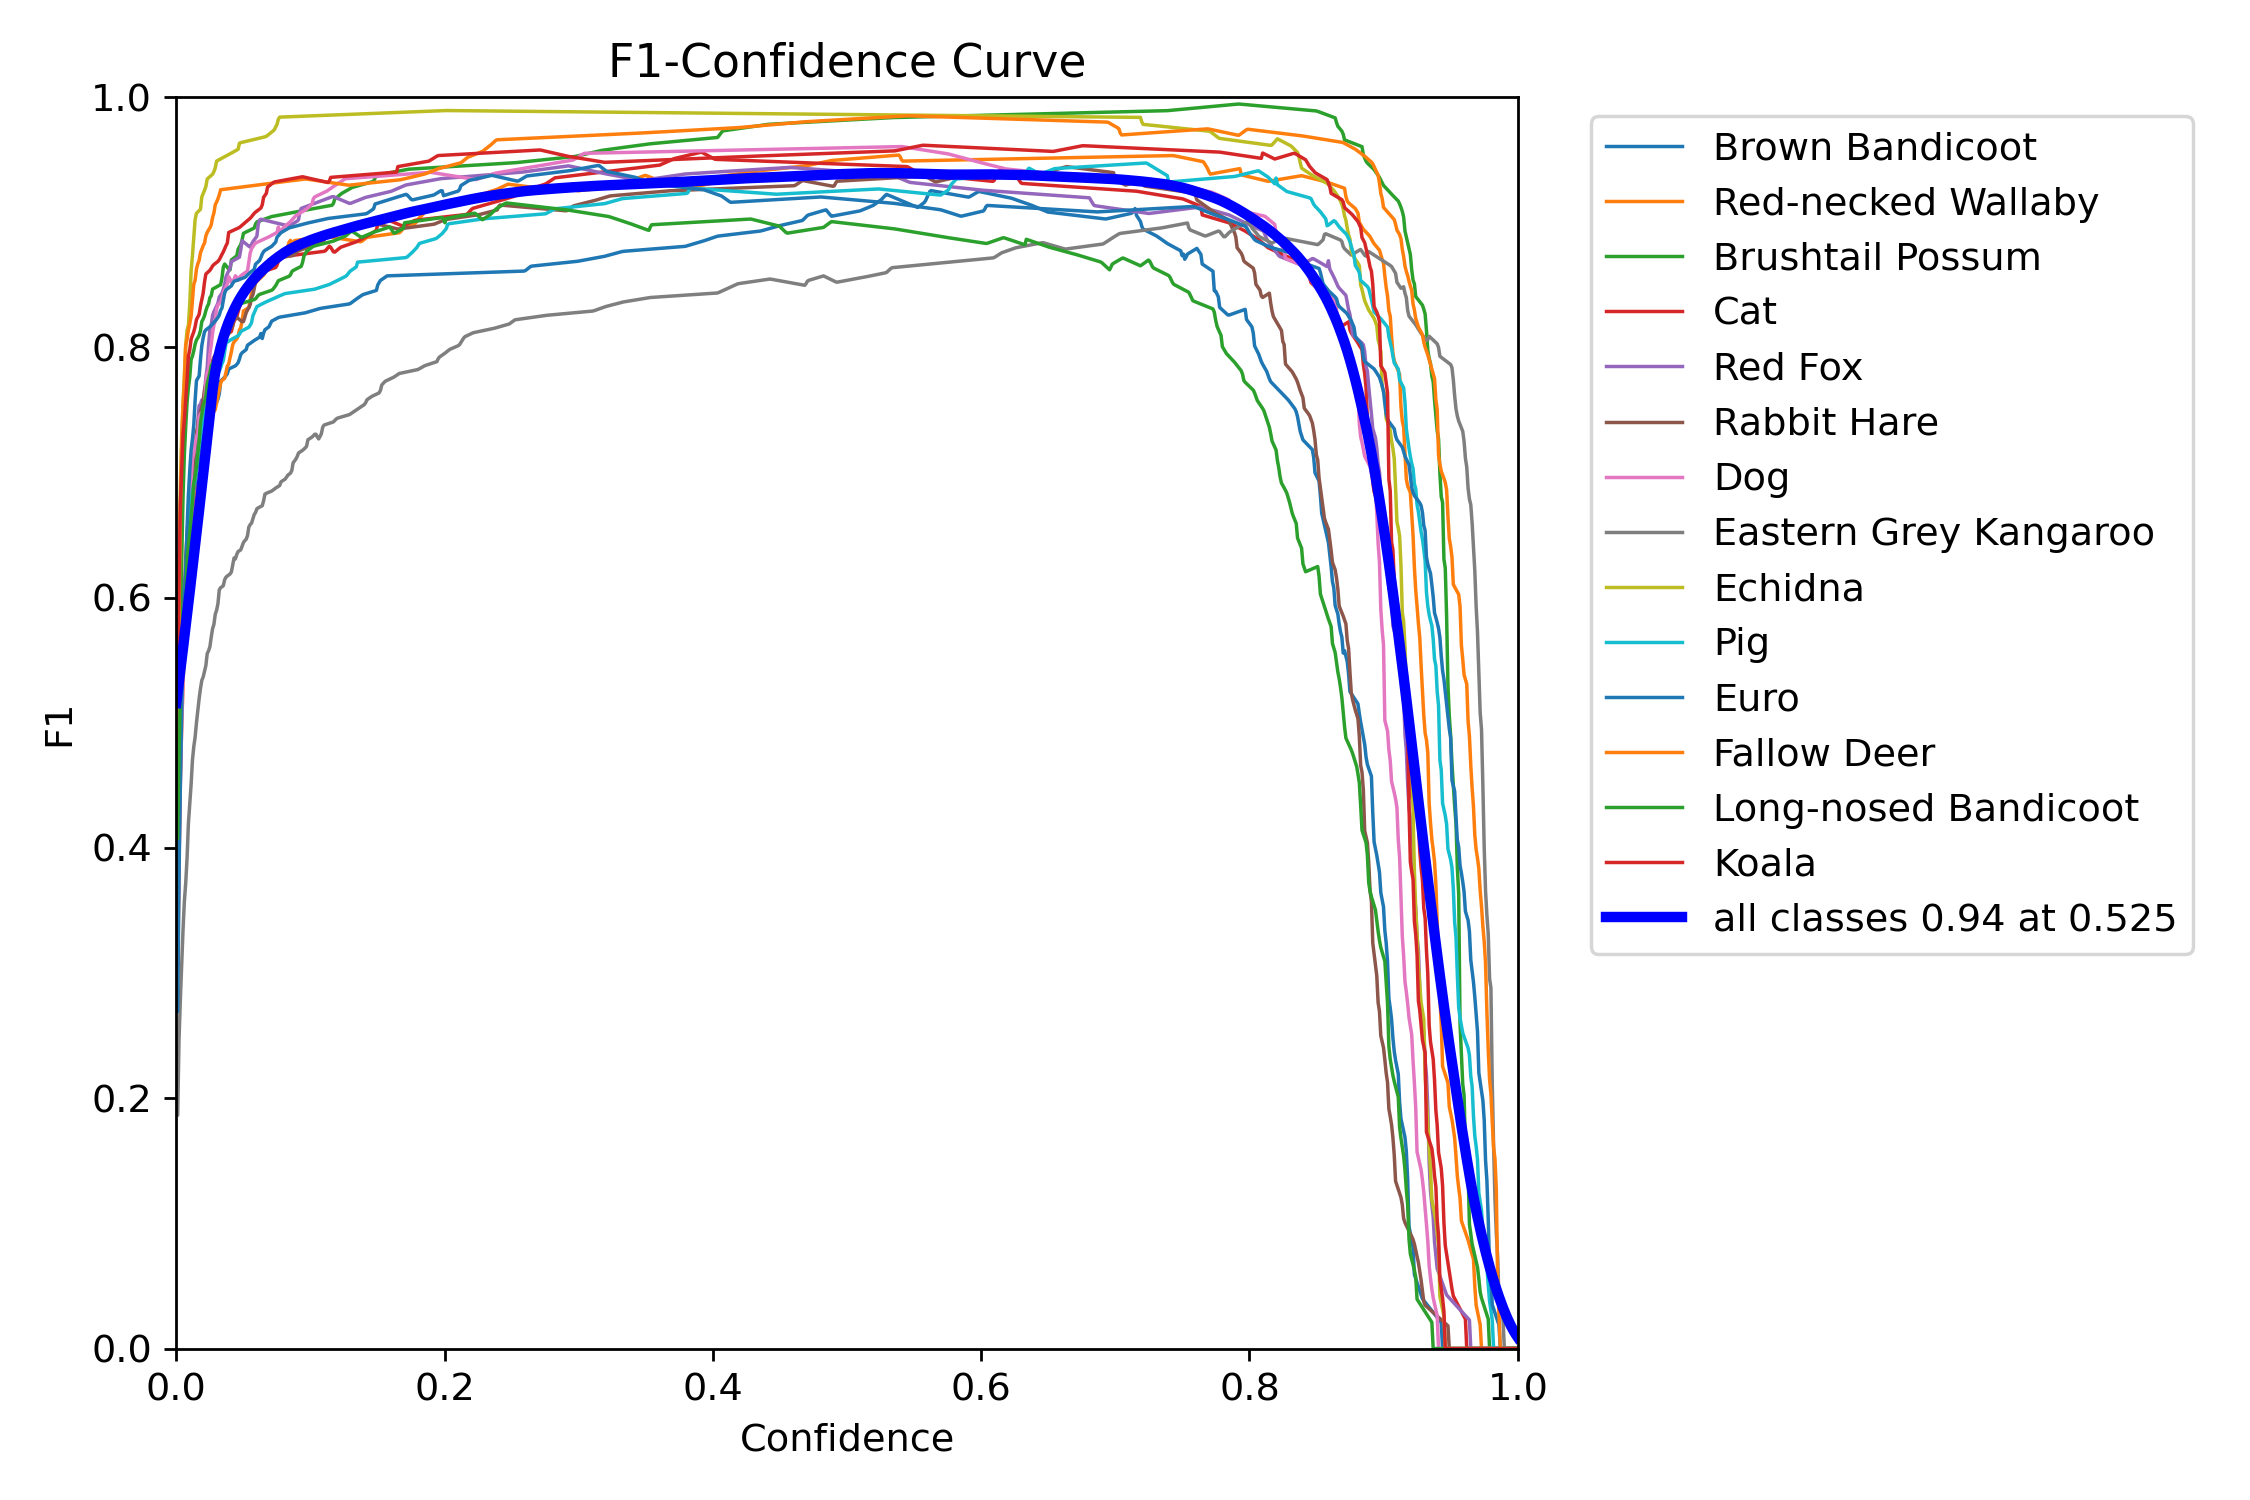 F1-Confidence Curve
1.0
0.8
0.6
0.4
0.2
0.0
F1
0.0 0.2 0.4 0.6 0.8 1.0
Confidence
Brown Bandicoot
Red-necked Wallaby
Brushtail Possum
Cat
Red Fox
Rabbit Hare
Dog
Eastern Grey Kangaroo
Echidna
Pig
Euro
Fallow Deer
Long-nosed Bandicoot
Koala
all classes 0.94 at 0.525